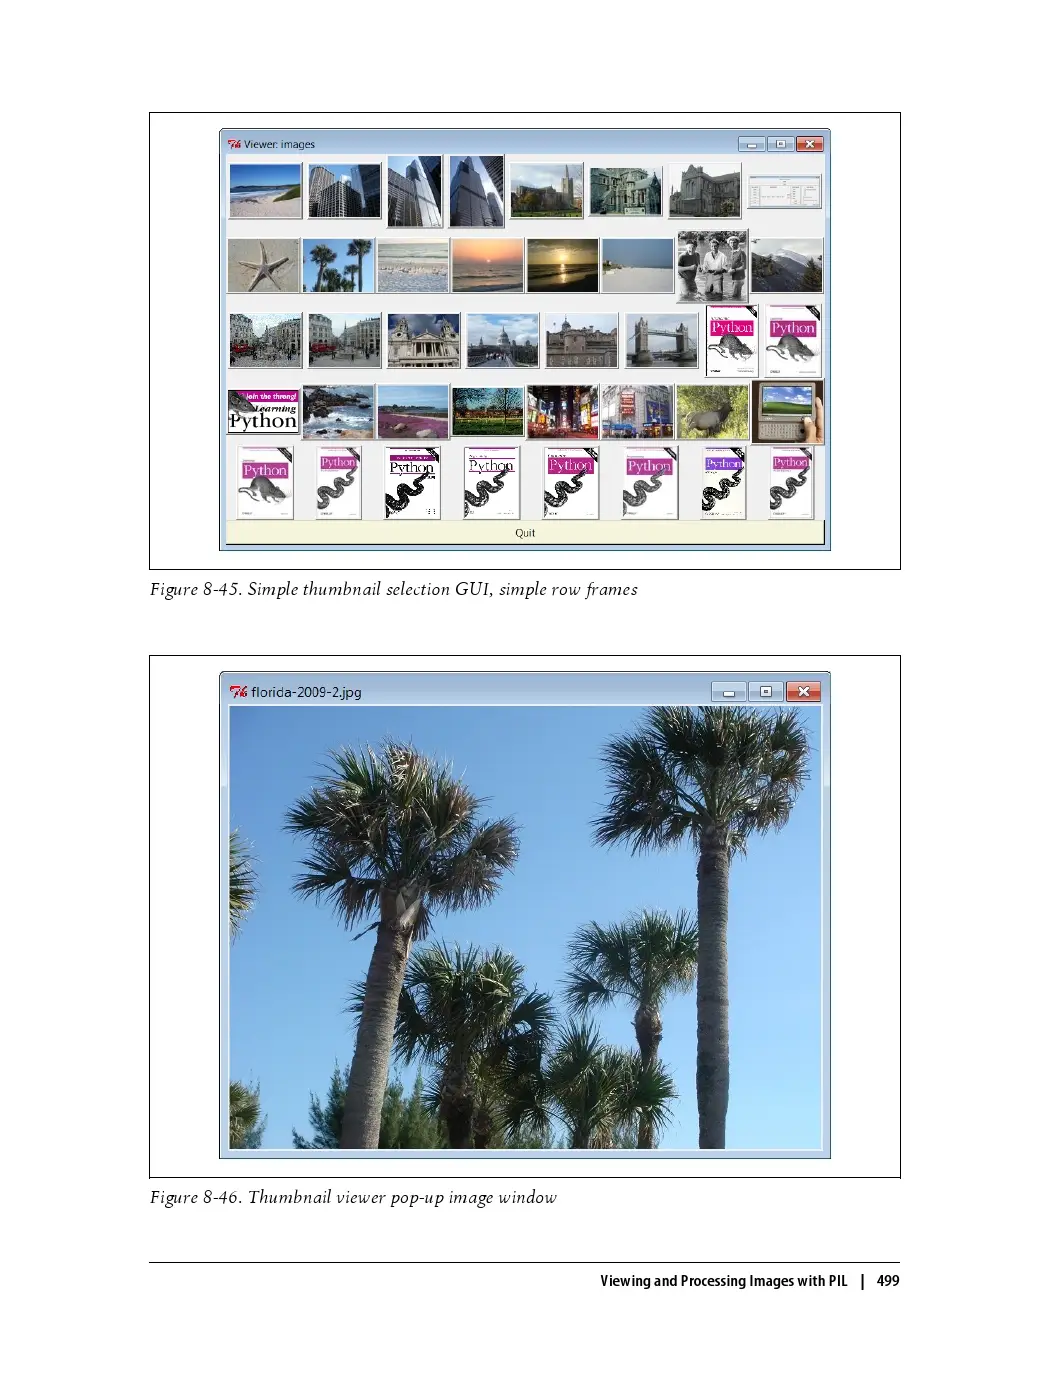 Viewer: images
Python
Python
Join the throng!
Learning
Python
Python
Python
Python
Python
Python
Python
Python
Python
Quit
Figure 8-45. Simple thumbnail selection GUI, simple row frames
florida-2009-2.jpg
Figure 8-46. Thumbnail viewer pop-up image window
Viewing and Processing Images with PIL | 499